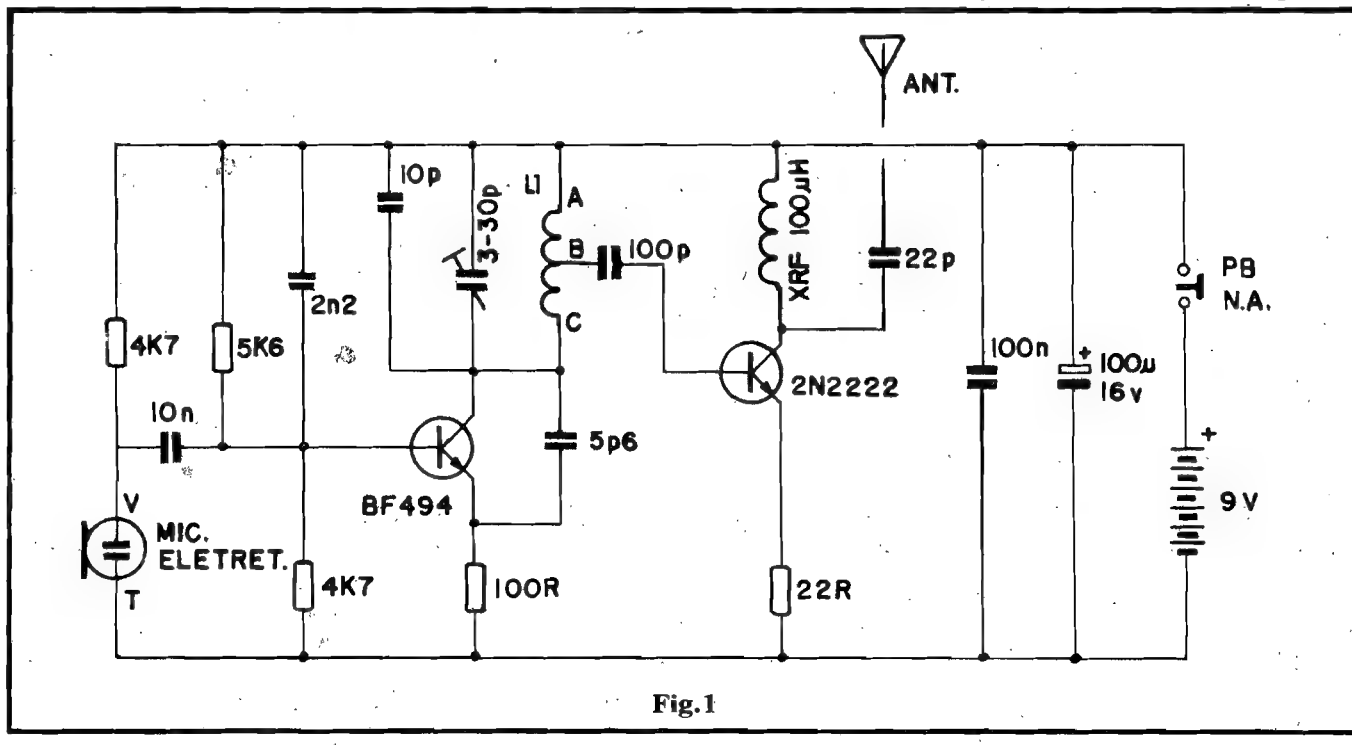 ANT.
10p
L1
A
3-30p
B
100p
XRF 100µH
22p
PB
N.A.
2n2
C
4K7
5K6
100n
+
100µ
16v
2N2222
10n
5p6
+
V
BF494
9V
MIC.
ELETRET.
T
4K7
100R
22R
Fig.1